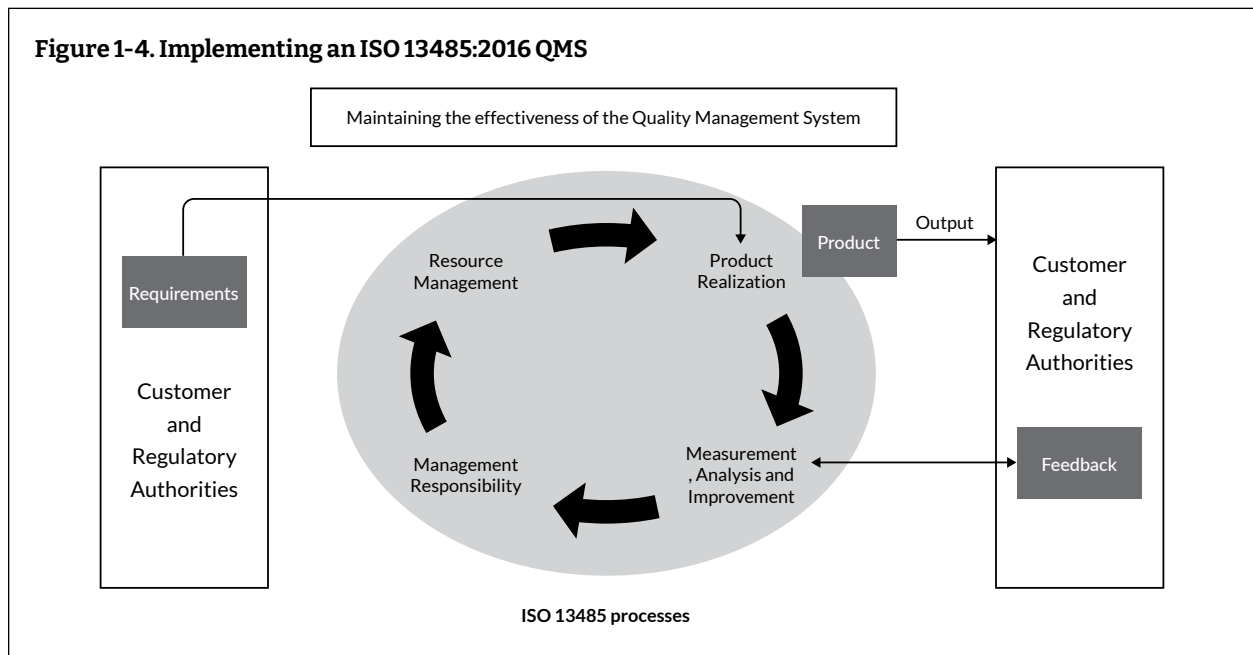 Figure 1-4. Implementing an ISO 13485:2016 QMS
Maintaining the effectiveness of the Quality Management System
Requirements
Customer
and
Regulatory
Authorities
Resource
Management
Product
Realization
Product
Output
Customer
and
Regulatory
Authorities
Management
Responsibility
Measurement
, Analysis and
Improvement
Feedback
ISO 13485 processes